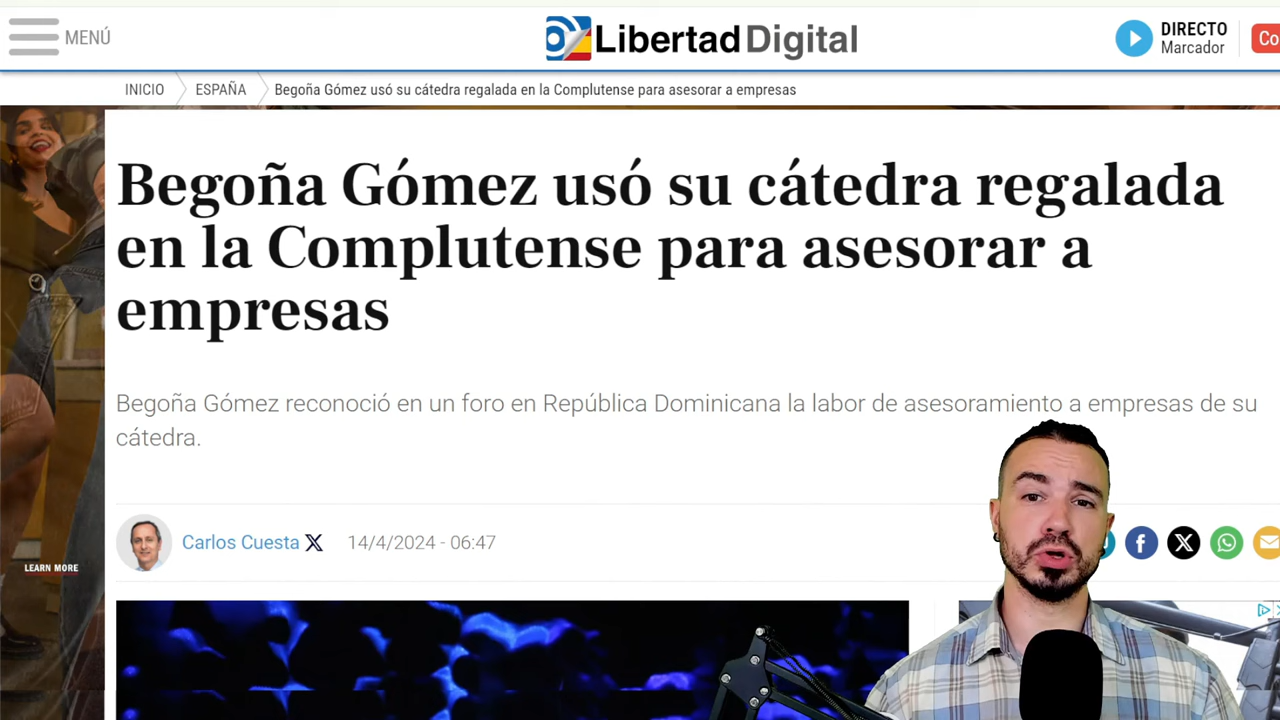 MENÚ
Libertad Digital
DIRECTO
Marcador
Co
INICIO
ESPAÑA
Begoña Gómez usó su cátedra regalada en la Complutense para asesorar a empresas
Begoña Gómez usó su cátedra regalada
en la Complutense para asesorar a
empresas
Begoña Gómez reconoció en un foro en República Dominicana la labor de asesoramiento a empresas de su
cátedra.
Carlos Cuesta
14/4/2024 - 06:47
LEARN MORE